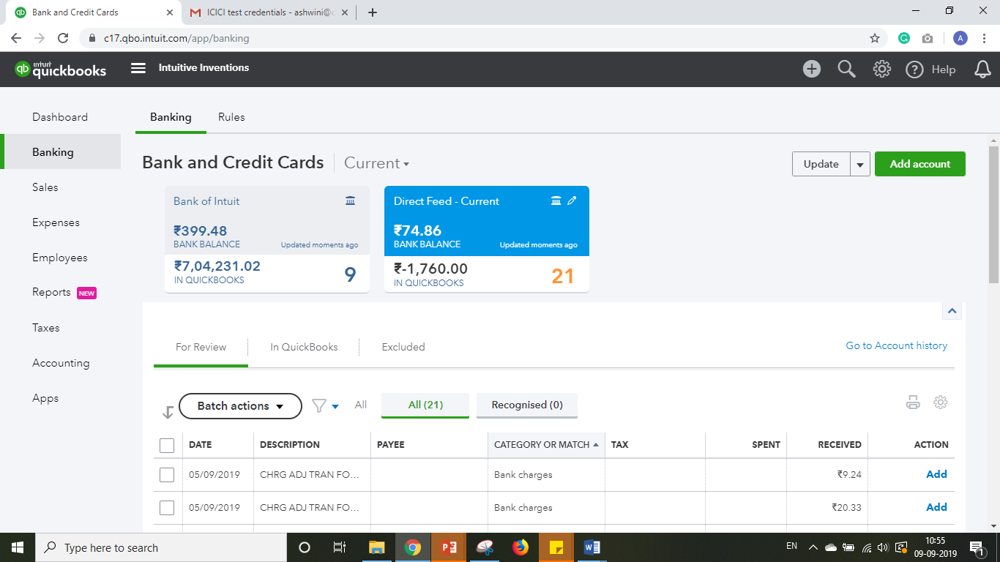 Bank and Credit Cards
ICICI test credentials - ashwini@c
c17.qbo.intuit.com/app/banking
A
qb intuit quickbooks
Intuitive Inventions
Help
Dashboard
Banking
Sales
Expenses
Employees
Reports NEW
Taxes
Accounting
Apps
Banking Rules
Bank and Credit Cards Current
Update Add account
Bank of Intuit
₹399.48
BANK BALANCE Updated moments ago
₹7,04,231.02
IN QUICKBOOKS
9
Direct Feed - Current
₹74.86
BANK BALANCE Updated moments ago
₹-1,760.00
IN QUICKBOOKS
21
For Review In QuickBooks Excluded Go to Account history
Batch actions All All (21) Recognised (0)
DATE DESCRIPTION PAYEE CATEGORY OR MATCH TAX SPENT RECEIVED ACTION
05/09/2019 CHRG ADJ TRAN FO... Bank charges ₹9.24 Add
05/09/2019 CHRG ADJ TRAN FO... Bank charges ₹20.33 Add
Type here to search
EN
10:55
09-09-2019
1